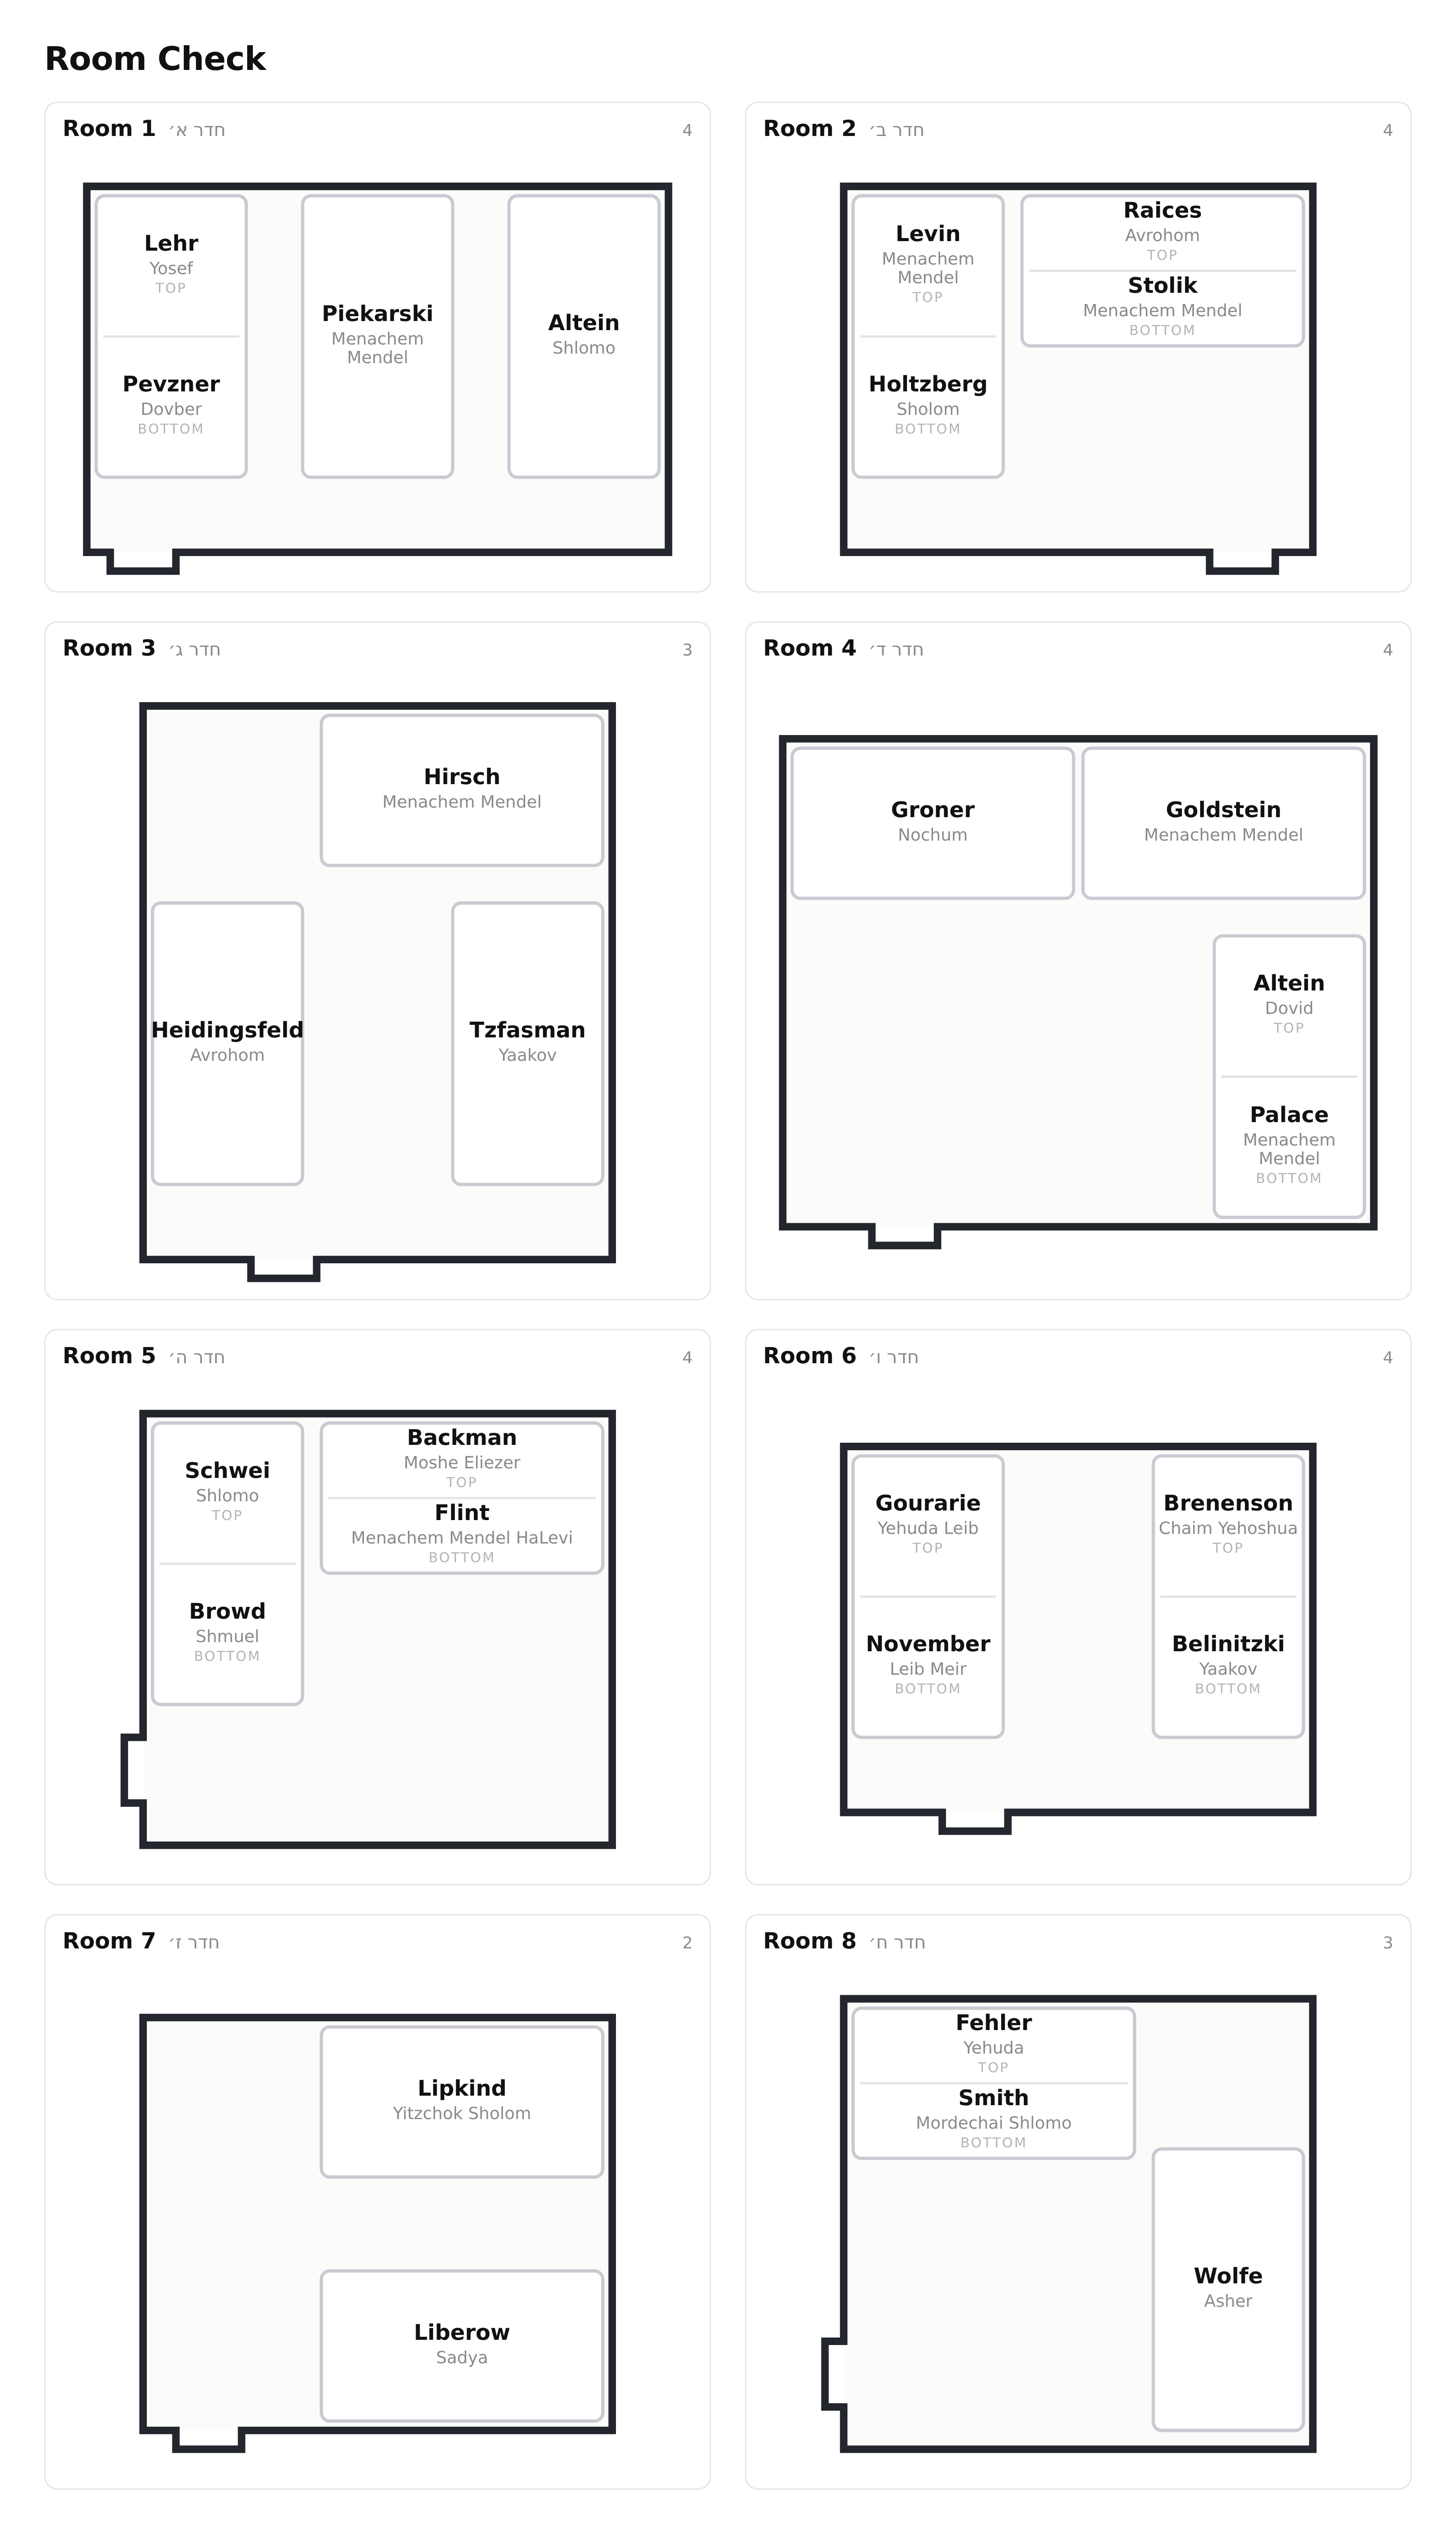 Room Check
Room 1 חדר א׳ 4
Lehr
Yosef
TOP
Pevzner
Dovber
BOTTOM
Piekarski
Menachem
Mendel
Altein
Shlomo
Room 2 חדר ב׳ 4
Levin
Menachem
Mendel
TOP
Holtzberg
Sholom
BOTTOM
Raices
Avrohom
TOP
Stolik
Menachem Mendel
BOTTOM
Room 3 חדר ג׳ 3
Hirsch
Menachem Mendel
Heidingsfeld
Avrohom
Tzfasman
Yaakov
Room 4 חדר ד׳ 4
Groner
Nochum
Goldstein
Menachem Mendel
Altein
Dovid
TOP
Palace
Menachem
Mendel
BOTTOM
Room 5 חדר ה׳ 4
Schwei
Shlomo
TOP
Browd
Shmuel
BOTTOM
Backman
Moshe Eliezer
TOP
Flint
Menachem Mendel HaLevi
BOTTOM
Room 6 חדר ו׳ 4
Gourarie
Yehuda Leib
TOP
November
Leib Meir
BOTTOM
Brenenson
Chaim Yehoshua
TOP
Belinitzki
Yaakov
BOTTOM
Room 7 חדר ז׳ 2
Lipkind
Yitzchok Sholom
Liberow
Sadya
Room 8 חדר ח׳ 3
Fehler
Yehuda
TOP
Smith
Mordechai Shlomo
BOTTOM
Wolfe
Asher